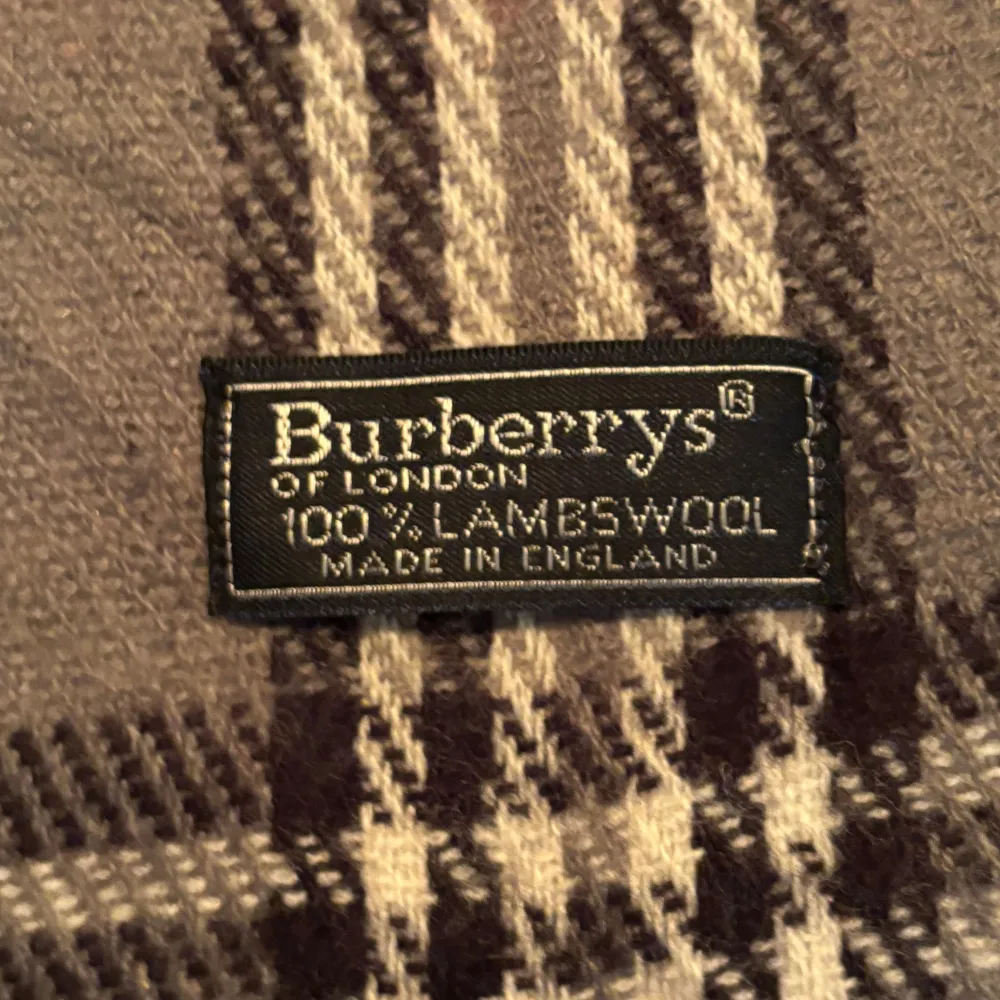 Burberrys®
OF LONDON
100% LAMBSWOOL
MADE IN ENGLAND